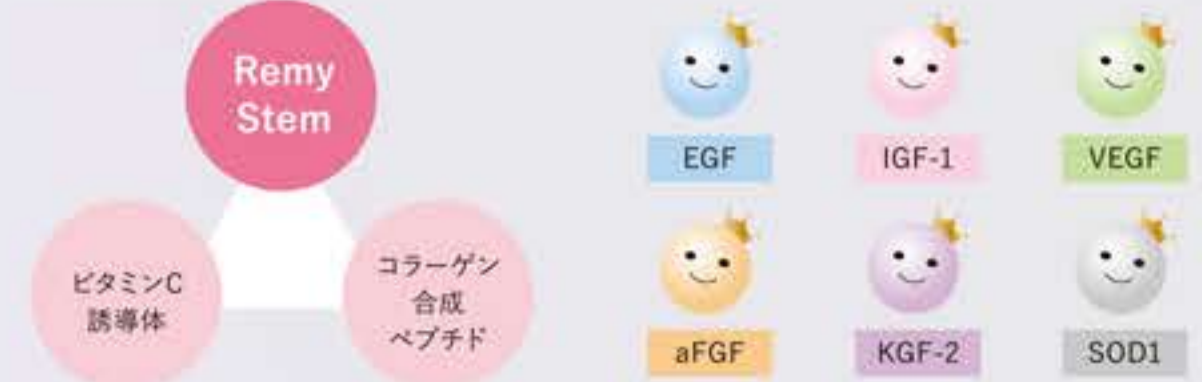 Remy
Stem
ビタミンC
誘導体
コラーゲン
合成
ペプチド
EGF
IGF-1
VEGF
aFGF
KGF-2
SOD1